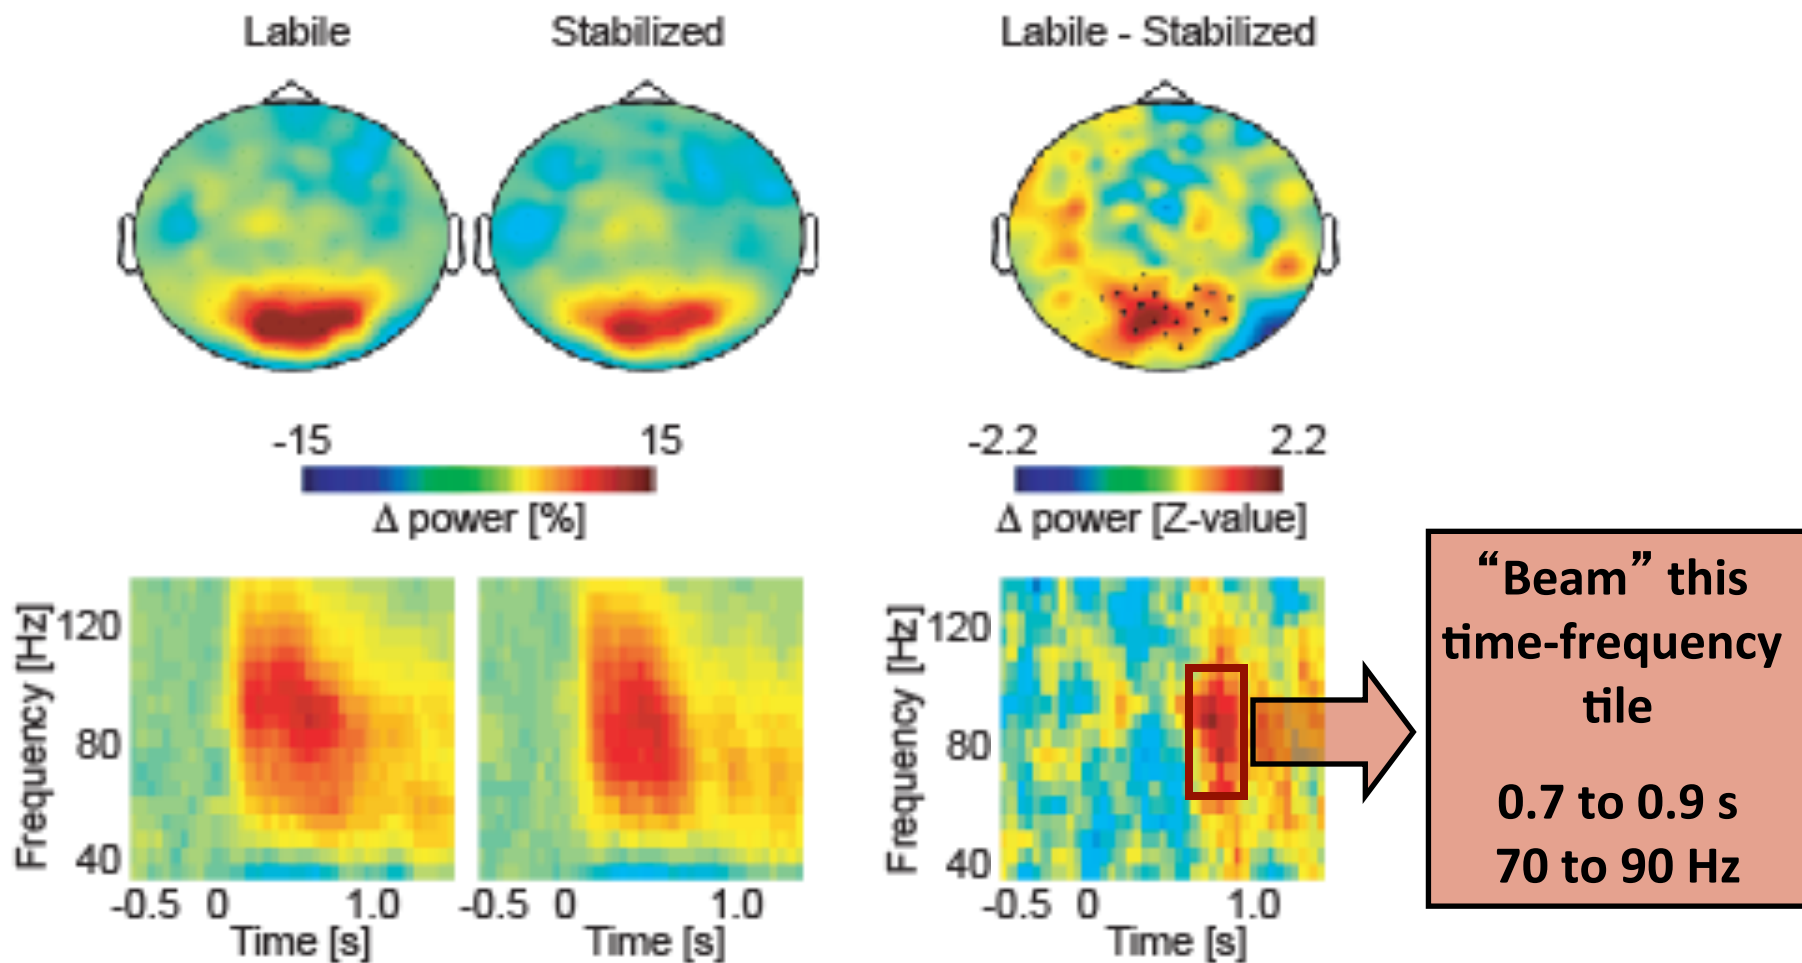 Labile
Stabilized
Labile - Stabilized
-15
15
Δ power [%]
-2.2
2.2
Δ power [Z-value]
Frequency [Hz]
120
80
40
-0.5
0
1.0
Time [s]
-0.5
0
1.0
Time [s]
Frequency [Hz]
120
80
40
-0.5
0
1.0
Time [s]
“Beam” this
time-frequency
tile
0.7 to 0.9 s
70 to 90 Hz